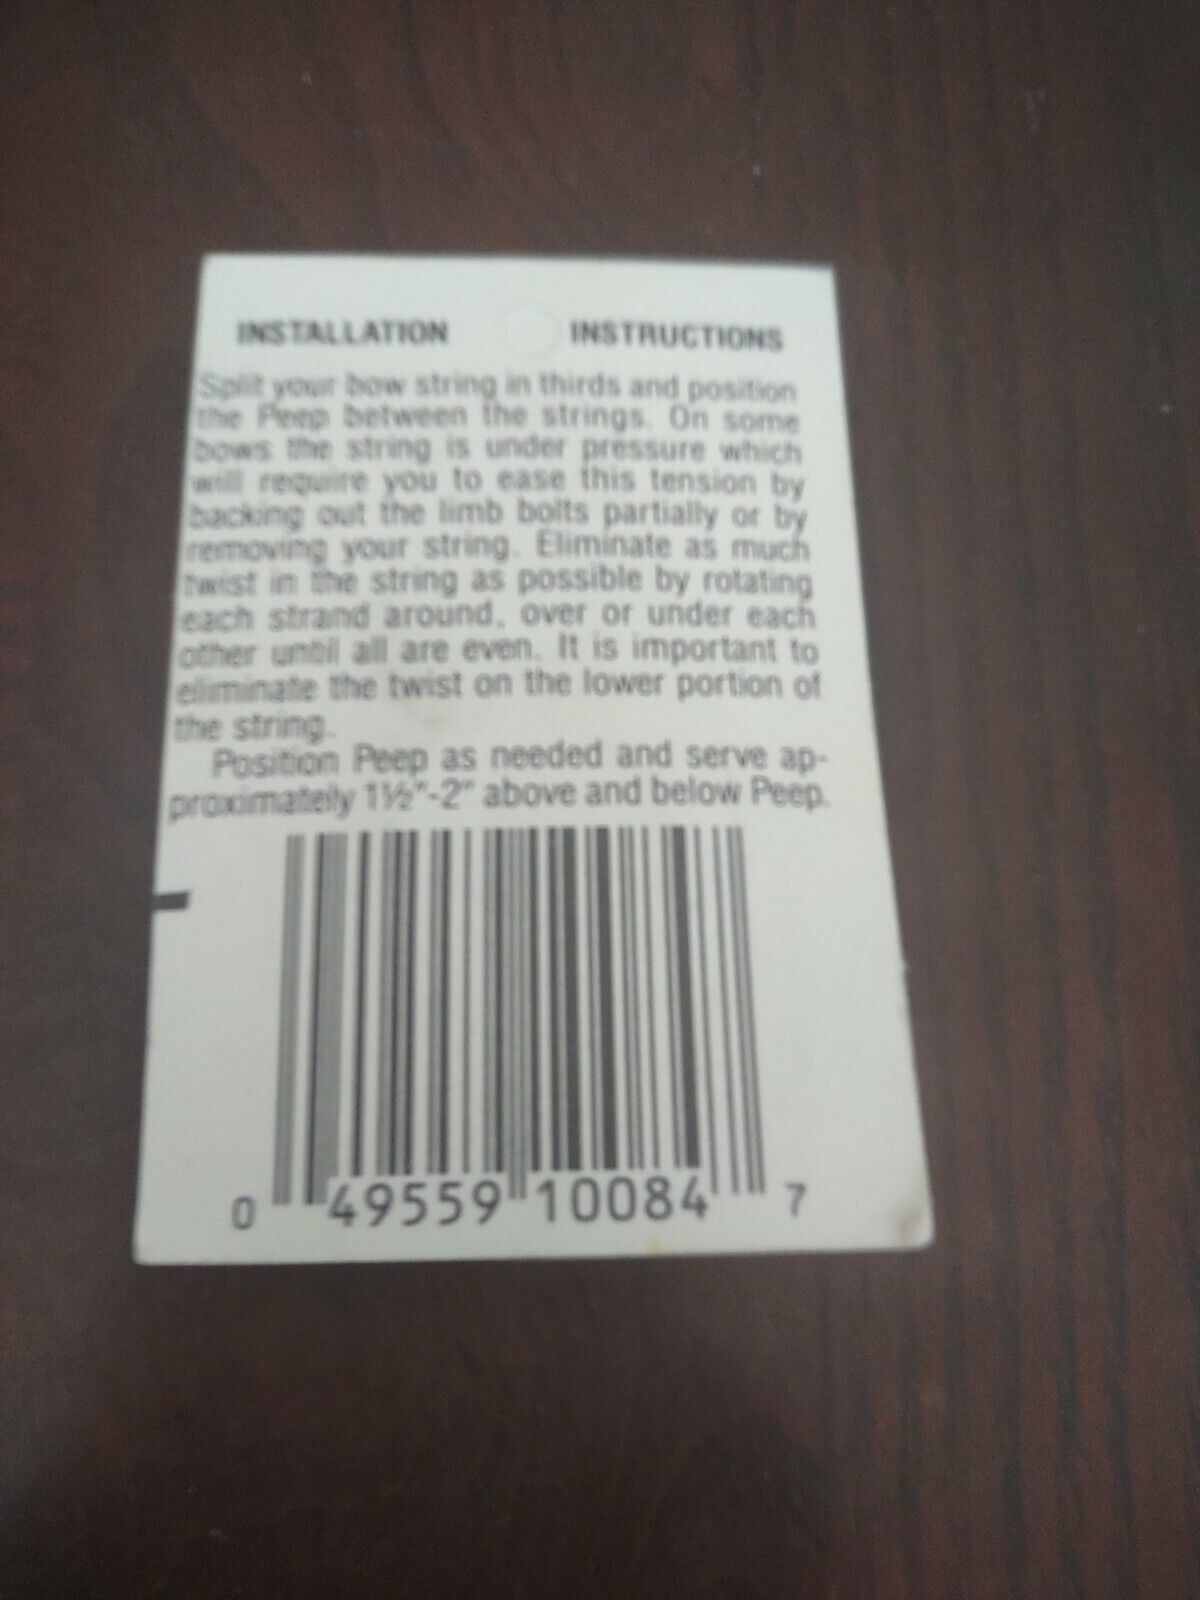 INSTALLATION INSTRUCTIONS
Split your bow string in thirds and position
the Peep between the strings. On some
bows the string is under pressure which
will require you to ease this tension by
backing out the limb bolts partially or by
removing your string. Eliminate as much
twist in the string as possible by rotating
each strand around, over or under each
other until all are even. It is important to
eliminate the twist on the lower portion of
the string.
Position Peep as needed and serve ap-
proximately 1½"-2" above and below Peep.
0 49559 10084 7